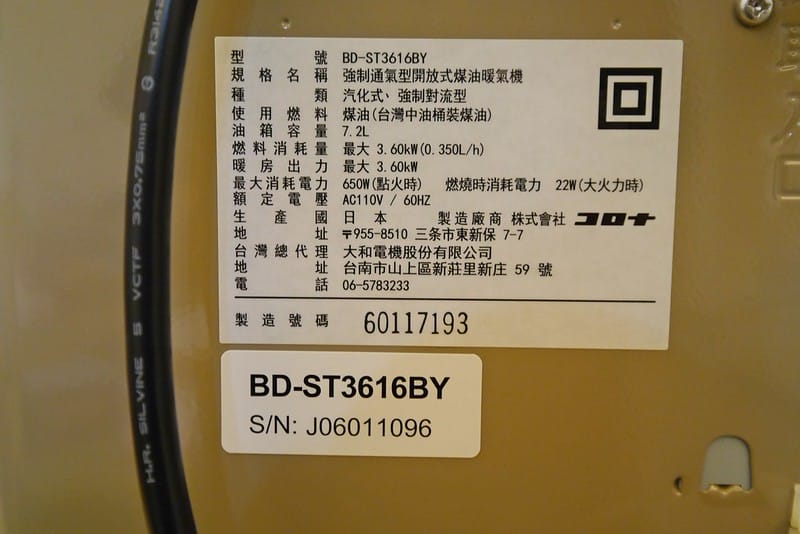 型號 BD-ST3616BY
規格名稱 強制通氣型開放式煤油暖氣機
種類 汽化式、強制對流型
使用燃料 煤油(台灣中油桶裝煤油)
油箱容量 7.2L
燃料消耗量 最大 3.60kW(0.350L/h)
暖房出力 最大 3.60kW
最大消耗電力 650W(點火時) 燃燒時消耗電力 22W(大火力時)
額定電壓 AC110V / 60HZ
生產國 日本 製造廠商 株式會社 コロナ
地址 〒955-8510 三条市東新保 7-7
台灣總代理 大和電機股份有限公司
地址 台南市山上區新莊里新庄 59 號
電話 06-5783233
製造號碼 60117193
BD-ST3616BY
S/N: J06011096
H.R. SILVINE S VCTF 3X0.75mm²